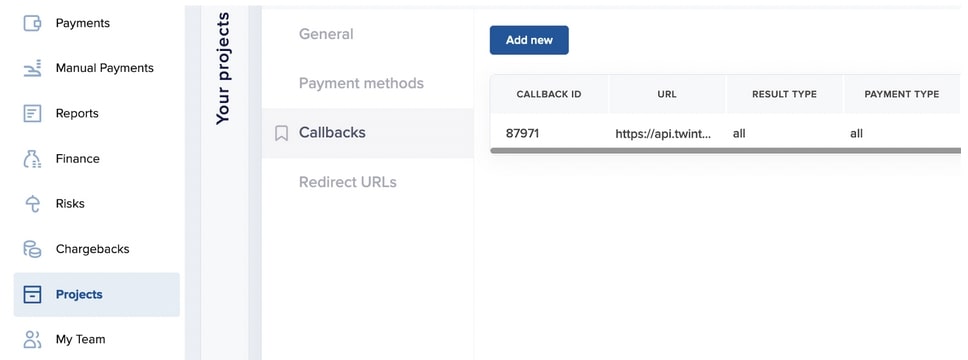 Payments
Manual Payments
Reports
Finance
Risks
Chargebacks
Projects
My Team
Your projects
General
Payment methods
Callbacks
Redirect URLs
Add new
CALLBACK ID URL RESULT TYPE PAYMENT TYPE
87971 https://api.twint... all all